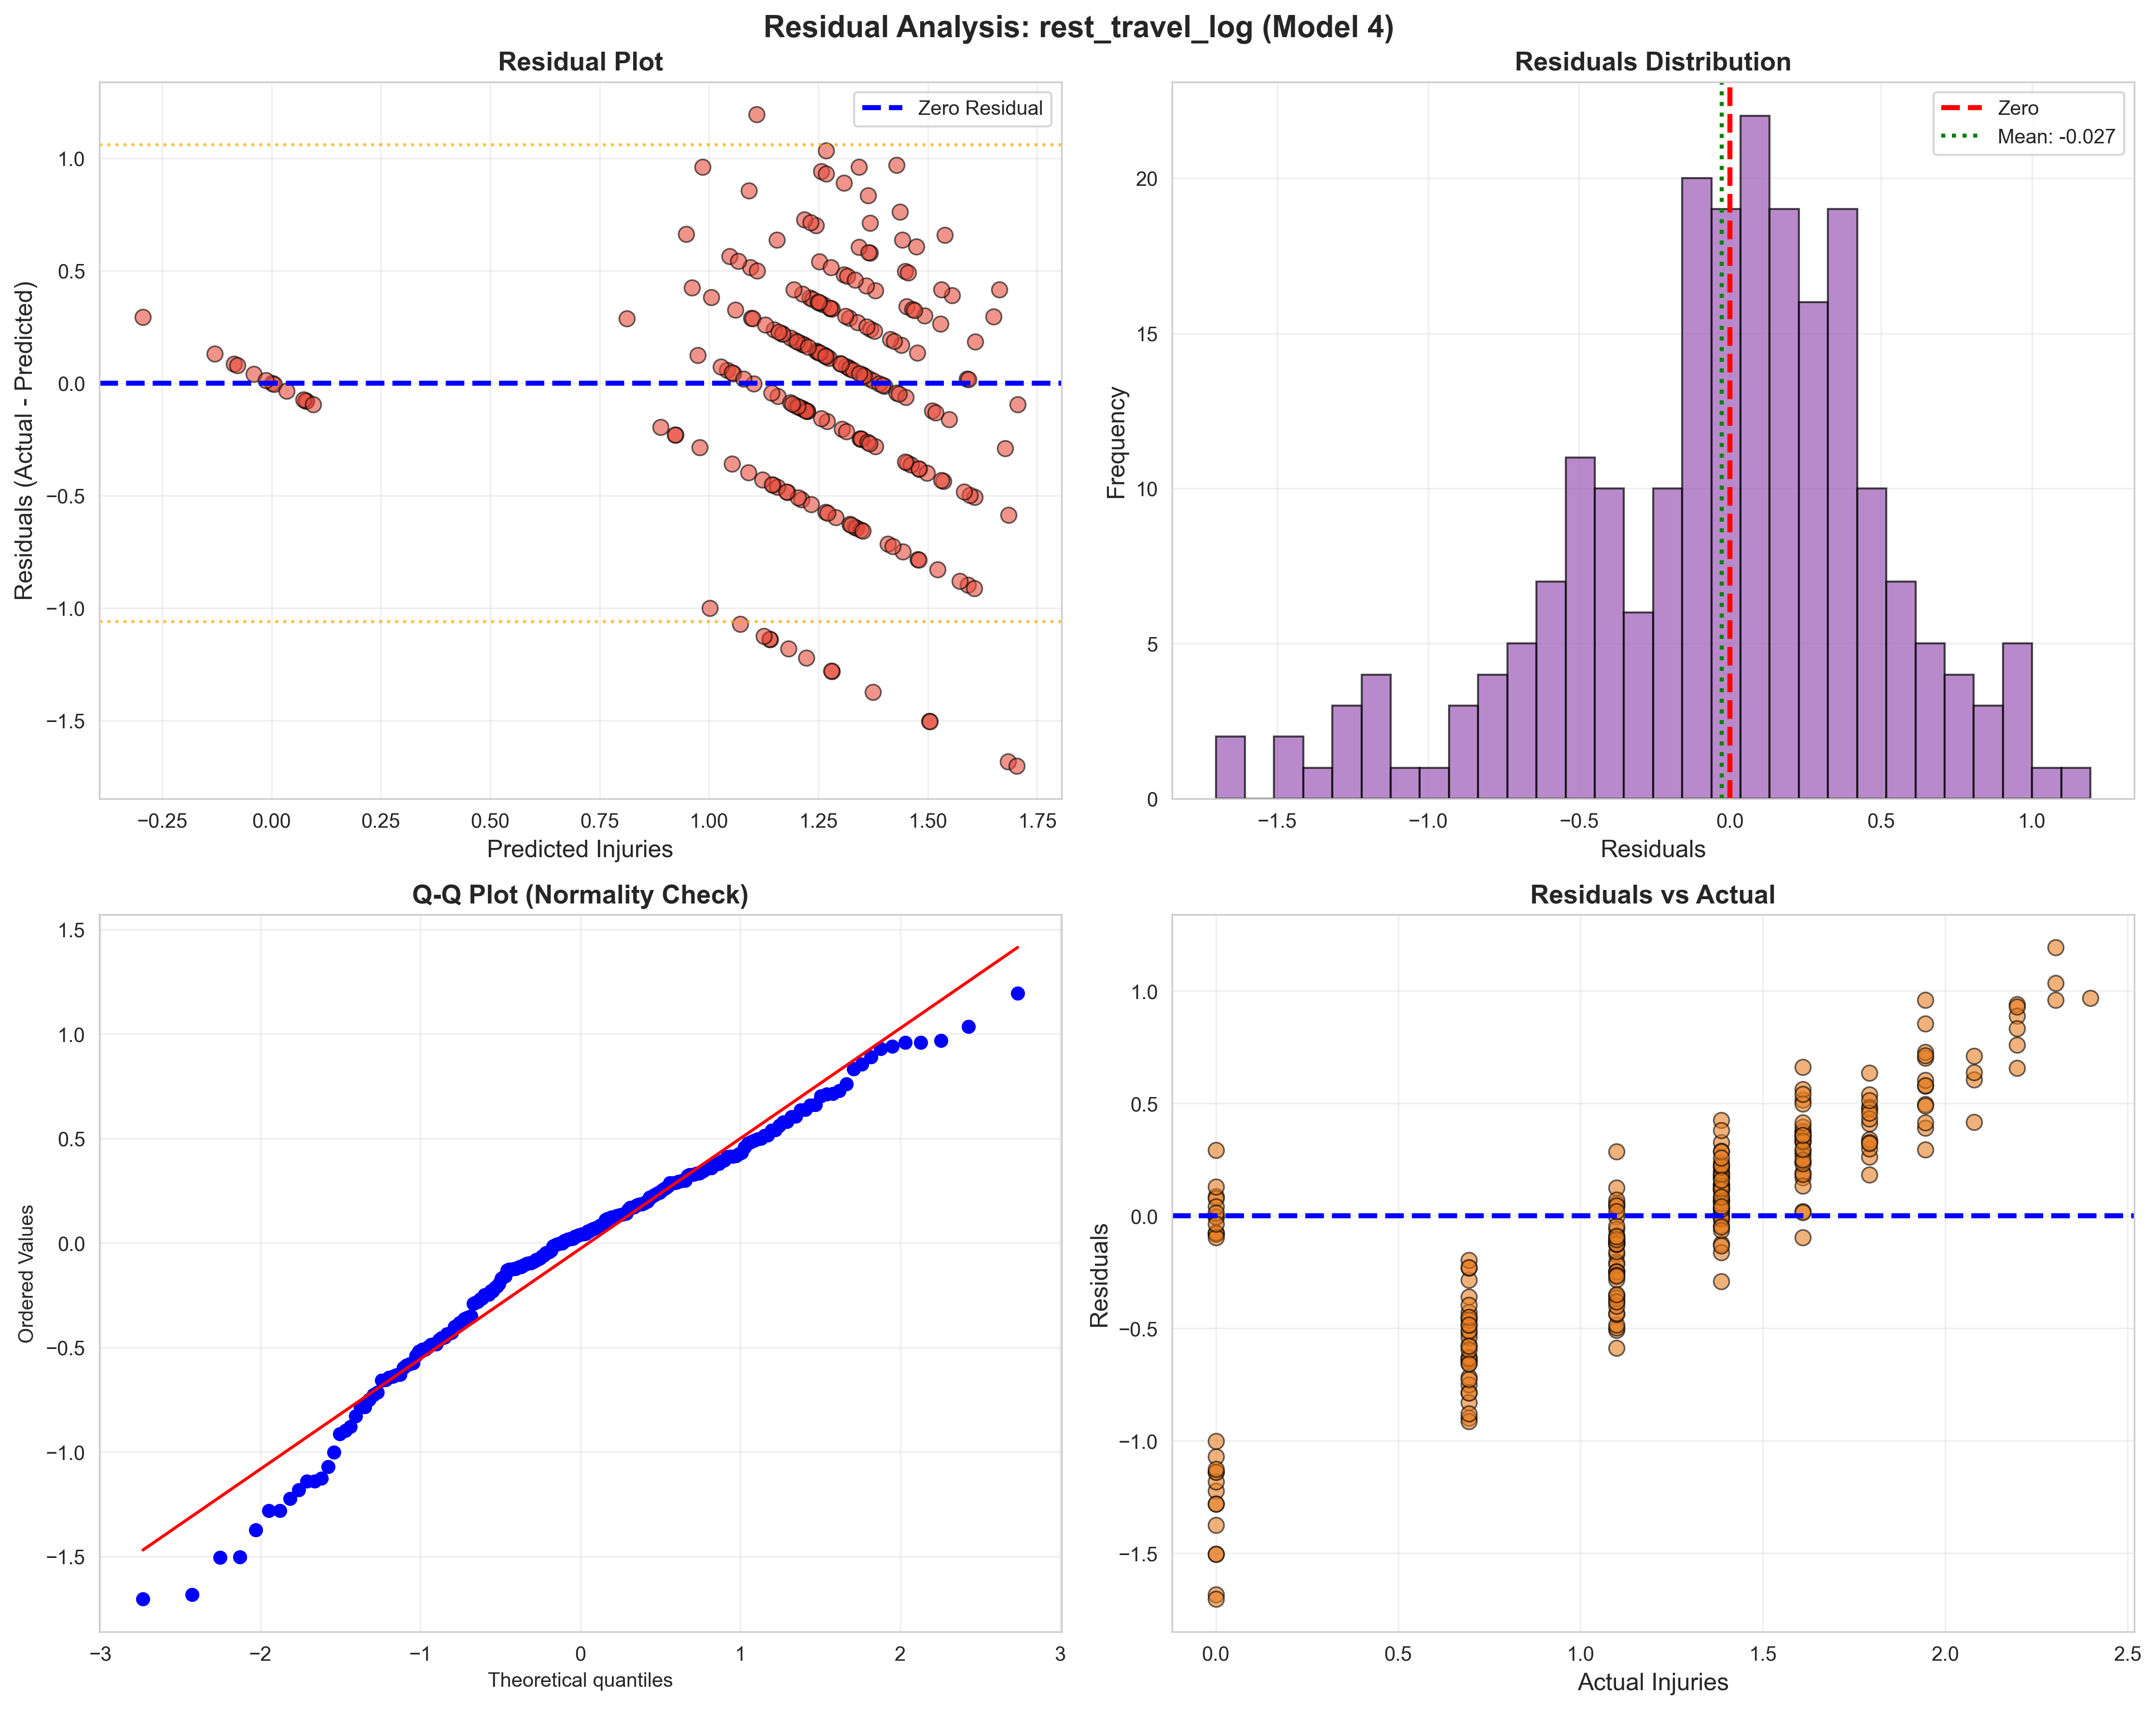 Residual Analysis: rest_travel_log (Model 4)
Residual Plot
Zero Residual
Residuals (Actual - Predicted)
1.0
0.5
0.0
−0.5
−1.0
−1.5
−0.25 0.00 0.25 0.50 0.75 1.00 1.25 1.50 1.75
Predicted Injuries
Residuals Distribution
Zero
Mean: -0.027
Frequency
20
15
10
5
0
−1.5 −1.0 −0.5 0.0 0.5 1.0
Residuals
Q-Q Plot (Normality Check)
Ordered Values
1.5
1.0
0.5
0.0
−0.5
−1.0
−1.5
−3 −2 −1 0 1 2 3
Theoretical quantiles
Residuals vs Actual
Residuals
1.0
0.5
0.0
−0.5
−1.0
−1.5
0.0 0.5 1.0 1.5 2.0 2.5
Actual Injuries